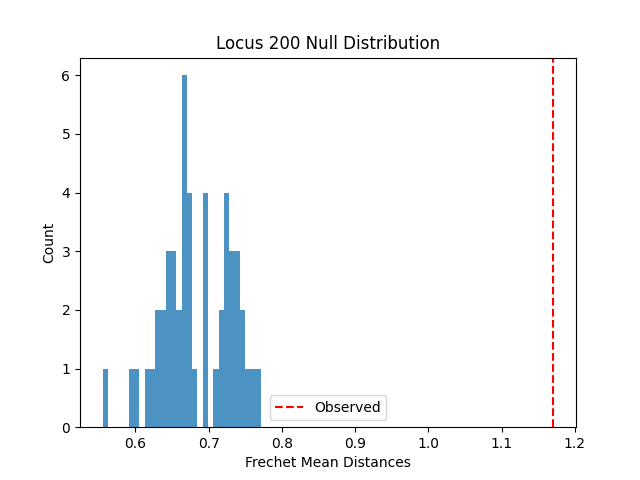 Locus 200 Null Distribution
6
5
4
3
2
1
0
Count
Observed
0.6 0.7 0.8 0.9 1.0 1.1 1.2
Frechet Mean Distances